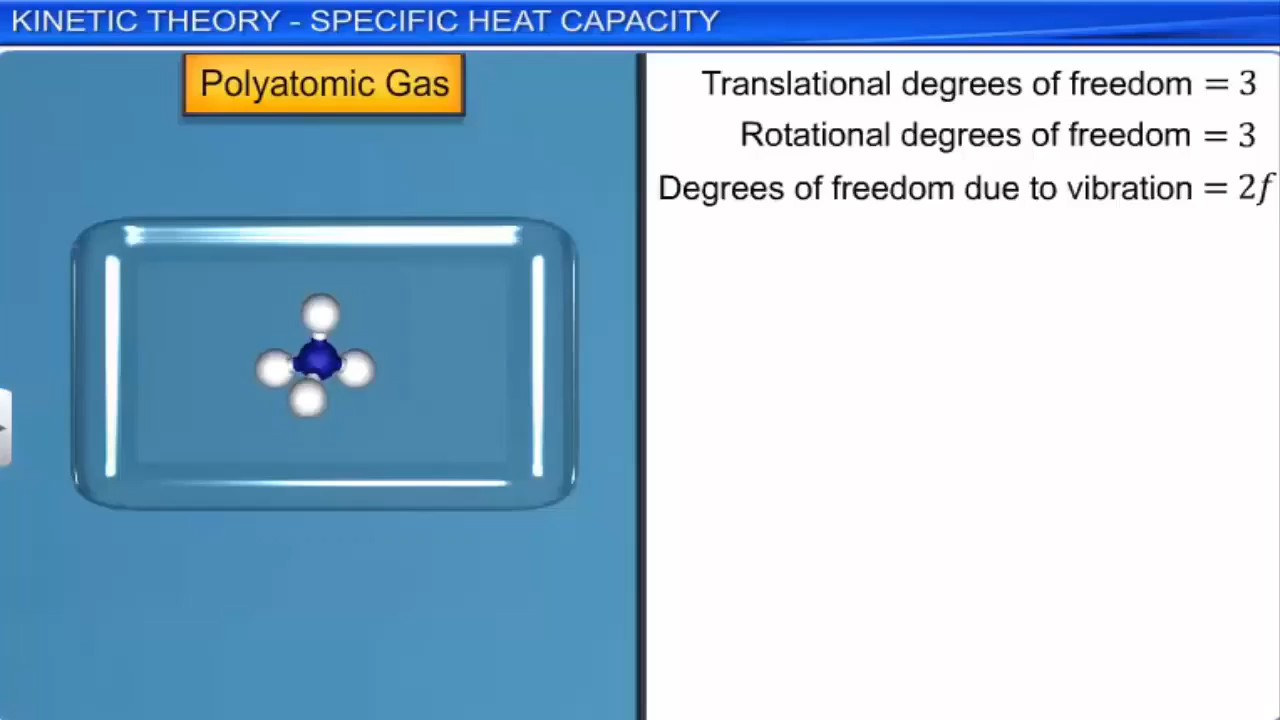 KINETIC THEORY - SPECIFIC HEAT CAPACITY
Polyatomic Gas
Translational degrees of freedom = 3
Rotational degrees of freedom = 3
Degrees of freedom due to vibration = 2f